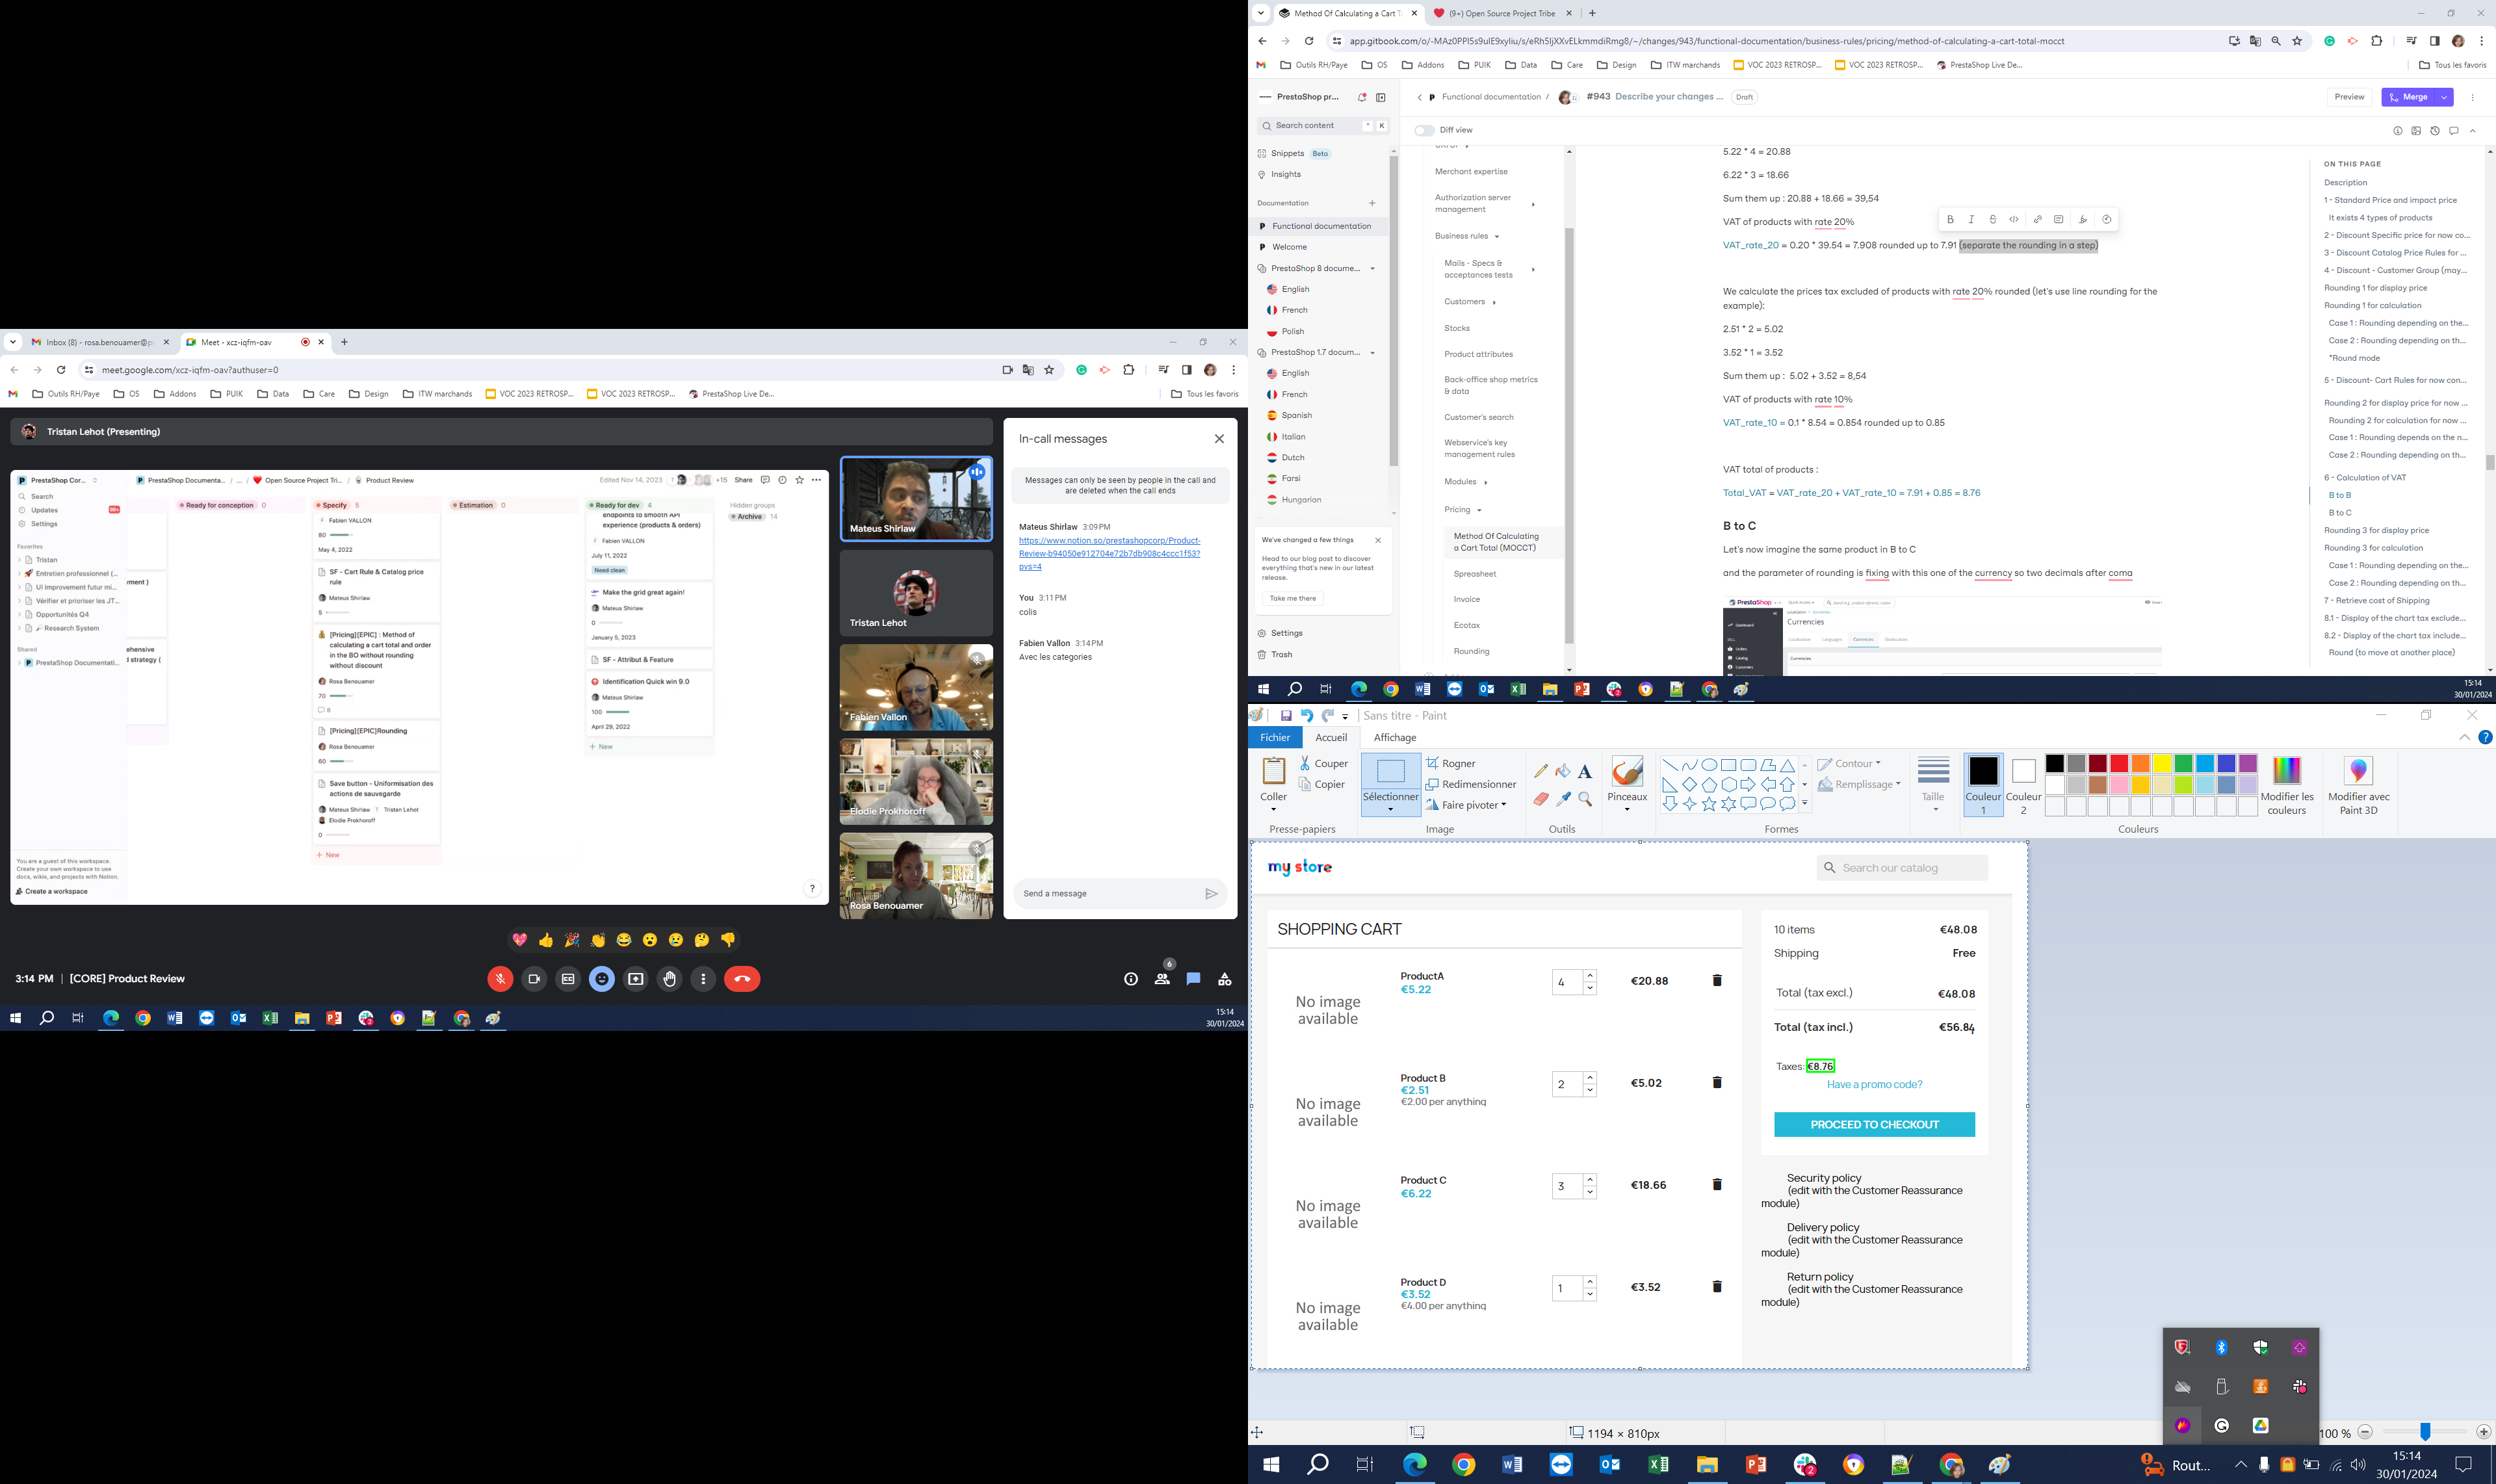 Inbox (8) - rosa.benouamer@p
Meet - xcz-iqfm-oav
meet.google.com/xcz-iqfm-oav?authuser=0
Outils RH/Paye OS Addons PUIK Data Care Design ITW marchands VOC 2023 RETROSP... VOC 2023 RETROSP... PrestaShop Live De... Tous les favoris
Tristan Lehot (Presenting)
PrestaShop Cor...
Search
Updates
Settings
Favorites
Tristan
Entretien professionnel (...
UI improvement futur mi...
Vérifier et prioriser les JT...
Opportunités Q4
Research System
Shared
PrestaShop Documentati...
You are a guest of this workspace.
Create your own workspace to use
docs, wikis, and projects with Notion.
Create a workspace
PrestaShop Documenta... / ... / Open Source Project Tri... / Product Review
Edited Nov 14, 2023 +15 Share
Ready for conception 0
Specify 5
Fabien VALLON
80
May 4, 2022
SF - Cart Rule & Catalog price
rule
Mateus Shirlaw
5
[Pricing][EPIC] : Method of
calculating a cart total and order
in the BO without rounding
without discount
Rosa Benouamer
70
8
[Pricing][EPIC]Rounding
Rosa Benouamer
60
Save button - Uniformisation des
actions de sauvegarde
Mateus Shirlaw T Tristan Lehot
Elodie Prokhoroff
0
+ New
Estimation 0
Ready for dev 4
endpoints to smooth API
experience (products & orders)
F Fabien VALLON
July 11, 2022
Need clean
Make the grid great again!
Mateus Shirlaw
0
January 5, 2023
SF - Attribut & Feature
Identification Quick win 9.0
Mateus Shirlaw
100
April 29, 2022
+ New
Hidden groups
Archive 14
Mateus Shirlaw
Tristan Lehot
Fabien Vallon
Elodie Prokhoroff
Rosa Benouamer
In-call messages
Messages can only be seen by people in the call and
are deleted when the call ends
Mateus Shirlaw 3:09 PM
https://www.notion.so/prestashopcorp/Product-
Review-b94050e912704e72b7db908c4ccc1f53?
pvs=4
You 3:11 PM
colis
Fabien Vallon 3:14 PM
Avec les categories
Send a message
3:14 PM | [CORE] Product Review
6
15:14
30/01/2024
Method Of Calculating a Cart T
(9+) Open Source Project Tribe
app.gitbook.com/o/-MAz0PPl5s9ulE9xyliu/s/eRh5ljXXvELkmmdiRmg8/~/changes/943/functional-documentation/business-rules/pricing/method-of-calculating-a-cart-total-mocct
Outils RH/Paye OS Addons PUIK Data Care Design ITW marchands VOC 2023 RETROSP... VOC 2023 RETROSP... PrestaShop Live De... Tous les favoris
PrestaShop pr...
Search content ^ K
Snippets Beta
Insights
Documentation
Functional documentation
Welcome
PrestaShop 8 docume...
English
French
Polish
PrestaShop 1.7 docum...
English
French
Spanish
Italian
Dutch
Farsi
Hungarian
We've changed a few things
Head to our blog post to discover
everything that's new in our latest
release.
Take me there
Settings
Trash
Functional documentation / #943 Describe your changes ... Draft
Preview Merge
Diff view
Merchant expertise
Authorization server
management
Business rules
Mails - Specs &
acceptances tests
Customers
Stocks
Product attributes
Back-office shop metrics
& data
Customer's search
Webservice's key
management rules
Modules
Pricing
Method Of Calculating
a Cart Total (MOCCT)
Spreosheet
Invoice
Ecotax
Rounding
5.22 * 4 = 20.88
6.22 * 3 = 18.66
Sum them up : 20.88 + 18.66 = 39,54
VAT of products with rate 20%
VAT_rate_20 = 0.20 * 39.54 = 7.908 rounded up to 7.91 (separate the rounding in a step)
We calculate the prices tax excluded of products with rate 20% rounded (let's use line rounding for the
example):
2.51 * 2 = 5.02
3.52 * 1 = 3.52
Sum them up : 5.02 + 3.52 = 8,54
VAT of products with rate 10%
VAT_rate_10 = 0.1 * 8.54 = 0.854 rounded up to 0.85
VAT total of products :
Total_VAT = VAT_rate_20 + VAT_rate_10 = 7.91 + 0.85 = 8.76
B to C
Let's now imagine the same product in B to C
and the parameter of rounding is fixing with this one of the currency so two decimals after coma
PrestaShop
Currencies
ON THIS PAGE
Description
1 - Standard Price and impact price
It exists 4 types of products
2 - Discount Specific price for now co...
3 - Discount Catalog Price Rules for ...
4 - Discount - Customer Group (may...
Rounding 1 for display price
Rounding 1 for calculation
Case 1 : Rounding depending on the...
Case 2 : Rounding depending on th...
*Round mode
5 - Discount- Cart Rules for now con...
Rounding 2 for display price for now ...
Rounding 2 for calculation for now ...
Case 1 : Rounding depends on the n...
Case 2 : Rounding depending on th...
6 - Calculation of VAT
B to B
B to C
Rounding 3 for display price
Rounding 3 for calculation
Case 1 : Rounding depending on the...
Case 2 : Rounding depending on th...
7 - Retrieve cost of Shipping
8.1 - Display of the chart tax exclude...
8.2 - Display of the chart tax include...
Round (to move at another place)
15:14
30/01/2024
Sans titre - Paint
Fichier Accueil Affichage
Coller
Couper
Copier
Presse-papiers
Sélectionner
Rogner
Redimensionner
Faire pivoter
Image
Outils
Pinceaux
Contour
Remplissage
Formes
Taille
Couleur
1
Couleur
2
Modifier les
couleurs
Couleurs
Modifier avec
Paint 3D
my store
Search our catalog
SHOPPING CART
No image
available
ProductA
€5.22
4
€20.88
No image
available
Product B
€2.51
€2.00 per anything
2
€5.02
No image
available
Product C
€6.22
3
€18.66
No image
available
Product D
€3.52
€4.00 per anything
1
€3.52
10 items €48.08
Shipping Free
Total (tax excl.) €48.08
Total (tax incl.) €56.84
Taxes: €8.76
Have a promo code?
PROCEED TO CHECKOUT
Security policy
(edit with the Customer Reassurance
module)
Delivery policy
(edit with the Customer Reassurance
module)
Return policy
(edit with the Customer Reassurance
module)
1194 × 810px
100 %
Rout...
15:14
30/01/2024